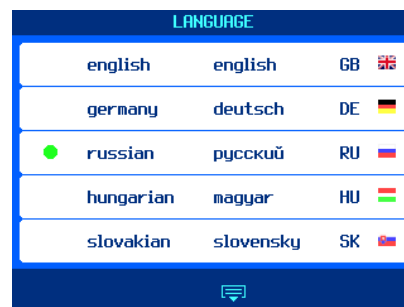 LANGUAGE
english english GB
germany deutsch DE
russian русский RU
hungarian magyar HU
slovakian slovensky SK